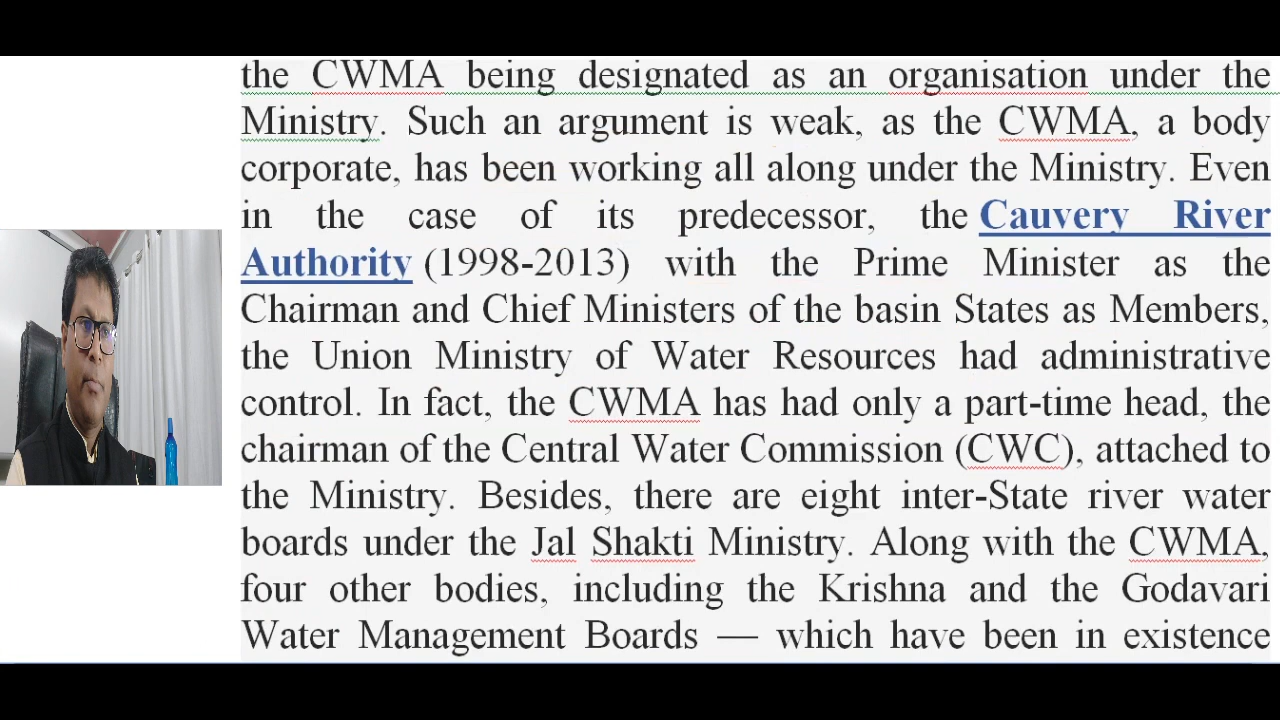 the CWMA being designated as an organisation under the
Ministry. Such an argument is weak, as the CWMA, a body
corporate, has been working all along under the Ministry. Even
in the case of its predecessor, the Cauvery River
Authority (1998-2013) with the Prime Minister as the
Chairman and Chief Ministers of the basin States as Members,
the Union Ministry of Water Resources had administrative
control. In fact, the CWMA has had only a part-time head, the
chairman of the Central Water Commission (CWC), attached to
the Ministry. Besides, there are eight inter-State river water
boards under the Jal Shakti Ministry. Along with the CWMA,
four other bodies, including the Krishna and the Godavari
Water Management Boards — which have been in existence